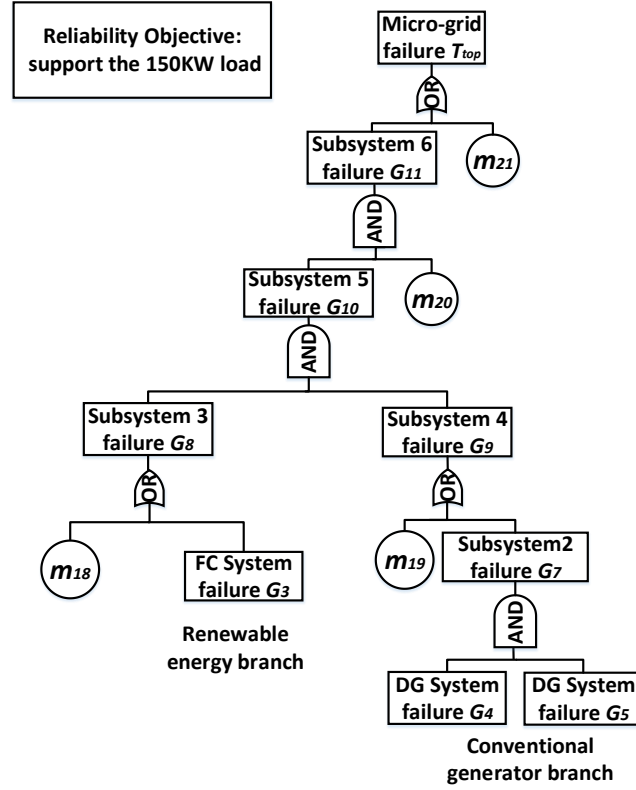 Reliability Objective:
support the 150KW load
Micro-grid
failure Ttop
OR
Subsystem 6
failure G11
m21
AND
Subsystem 5
failure G10
m20
AND
Subsystem 3
failure G8
Subsystem 4
failure G9
OR
OR
m18
FC System
failure G3
m19
Subsystem2
failure G7
Renewable
energy branch
AND
DG System
failure G4
DG System
failure G5
Conventional
generator branch